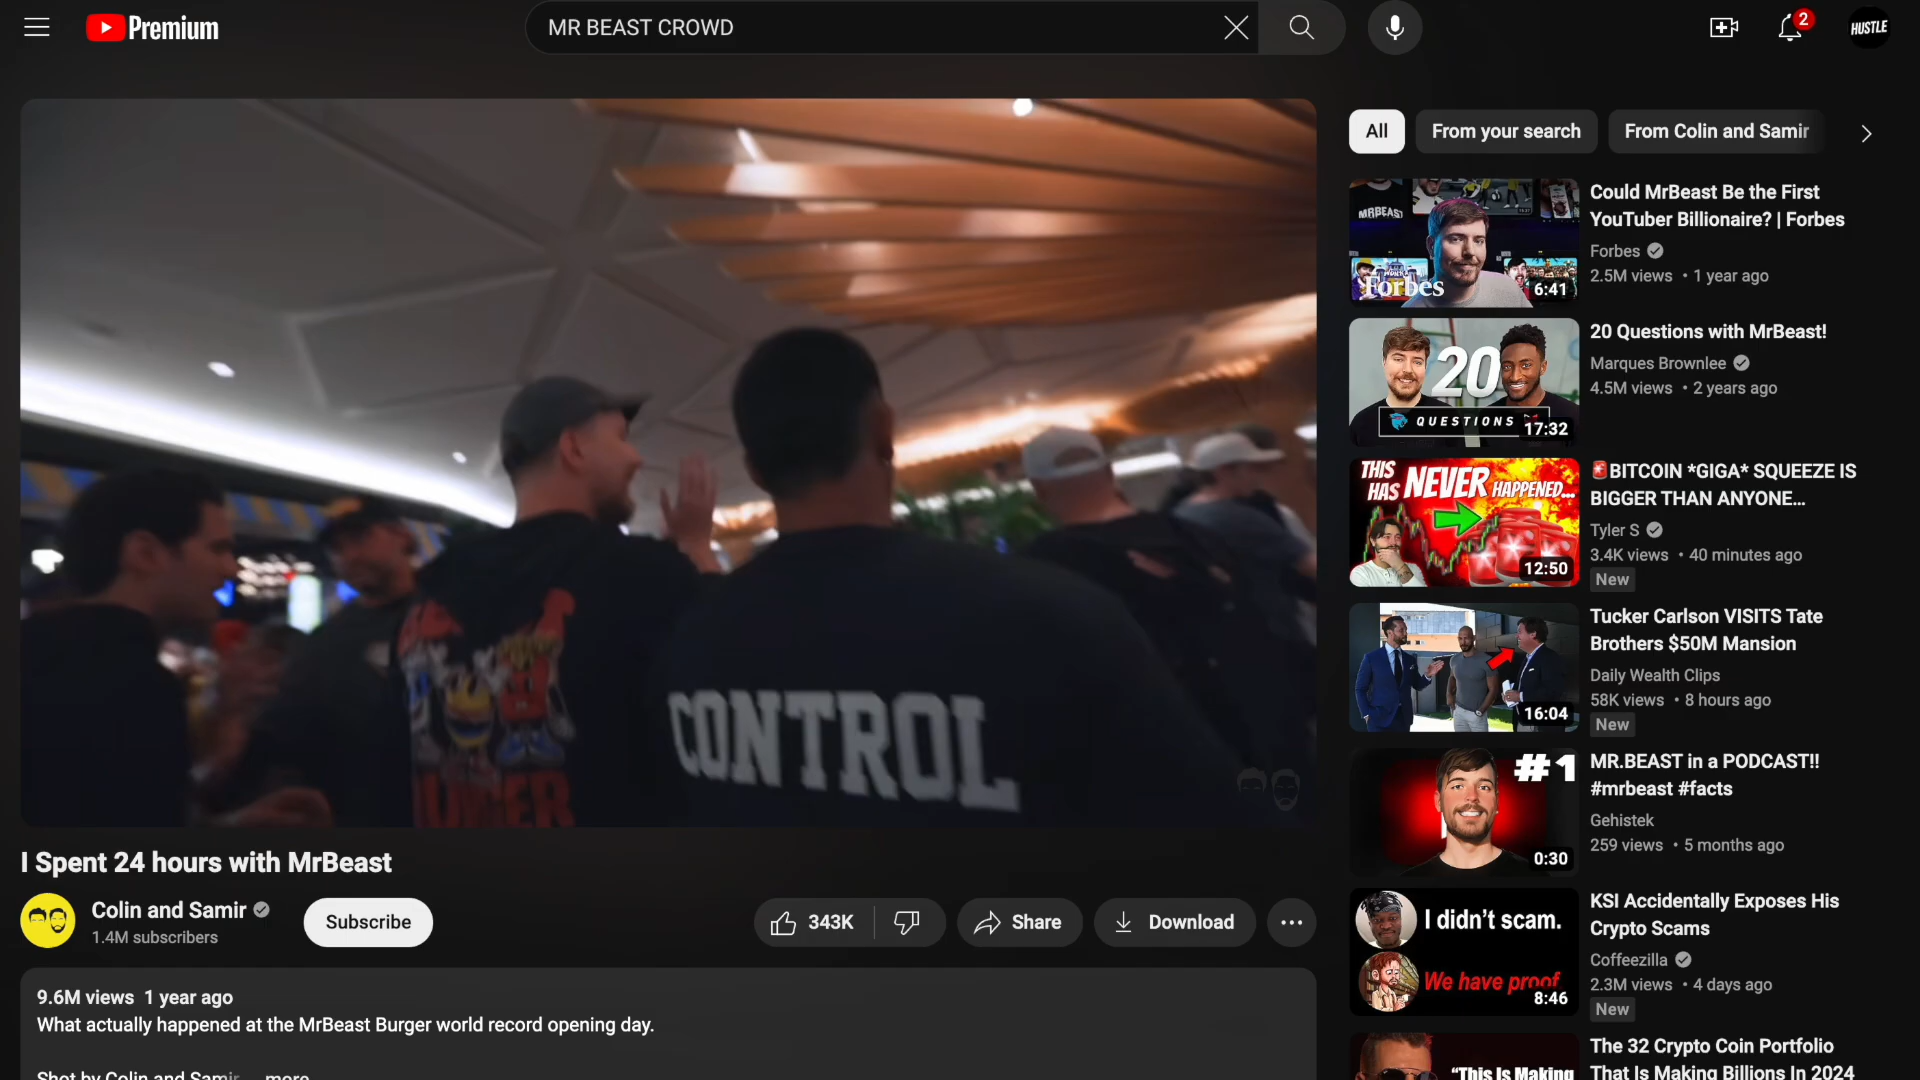 Premium
MR BEAST CROWD
2
HUSTLE
CONTROL
BURGER
I Spent 24 hours with MrBeast
Colin and Samir
1.4M subscribers
Subscribe
343K
Share
Download
9.6M views 1 year ago
What actually happened at the MrBeast Burger world record opening day.
Shot by Colin and Samir ...more
All
From your search
From Colin and Samir
MRBEAST
Forbes
6:41
Could MrBeast Be the First
YouTuber Billionaire? | Forbes
Forbes
2.5M views • 1 year ago
20
QUESTIONS
17:32
20 Questions with MrBeast!
Marques Brownlee
4.5M views • 2 years ago
THIS
HAS NEVER HAPPENED...
12:50
BITCOIN *GIGA* SQUEEZE IS
BIGGER THAN ANYONE...
Tyler S
3.4K views • 40 minutes ago
New
16:04
Tucker Carlson VISITS Tate
Brothers $50M Mansion
Daily Wealth Clips
58K views • 8 hours ago
New
#1
0:30
MR.BEAST in a PODCAST!!
#mrbeast #facts
Gehistek
259 views • 5 months ago
I didn't scam.
We have proof
8:46
KSI Accidentally Exposes His
Crypto Scams
Coffeezilla
2.3M views • 4 days ago
New
"This Is Making
The 32 Crypto Coin Portfolio
That Is Making Billions In 2024